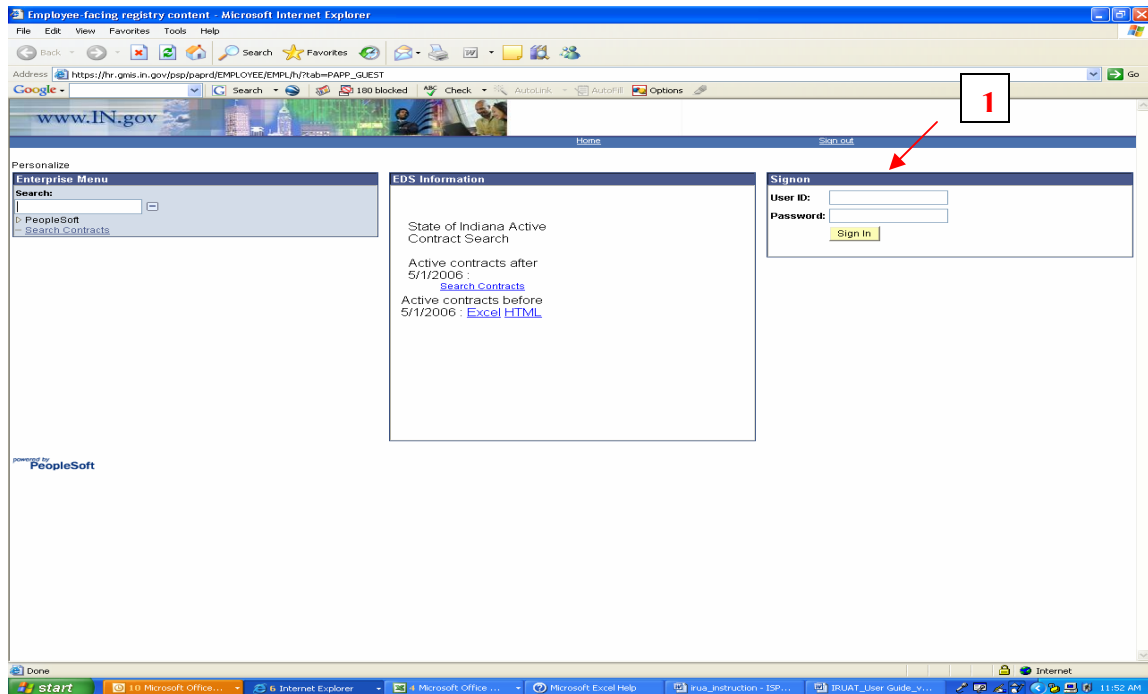 Employee-facing registry content - Microsoft Internet Explorer
File Edit View Favorites Tools Help
Back Search Favorites
Address https://hr.gmis.in.gov/psp/paprd/EMPLOYEE/EMPL/h/?tab=PAPP_GUEST Go
Google Search 180 blocked ABC Check AutoLink AutoFill Options
1
www.IN.gov
Home Sign out
Personalize
Enterprise Menu
Search:
PeopleSoft
Search Contracts
EDS Information
State of Indiana Active
Contract Search
Active contracts after
5/1/2006 :
Search Contracts
Active contracts before
5/1/2006 : Excel HTML
Signon
User ID:
Password:
Sign In
powered by
PeopleSoft
Done Internet
start 10 Microsoft Office... 6 Internet Explorer 4 Microsoft Office ... Microsoft Excel Help irua_instruction - ISP... IRUAT_User Guide_v... 11:52 AM